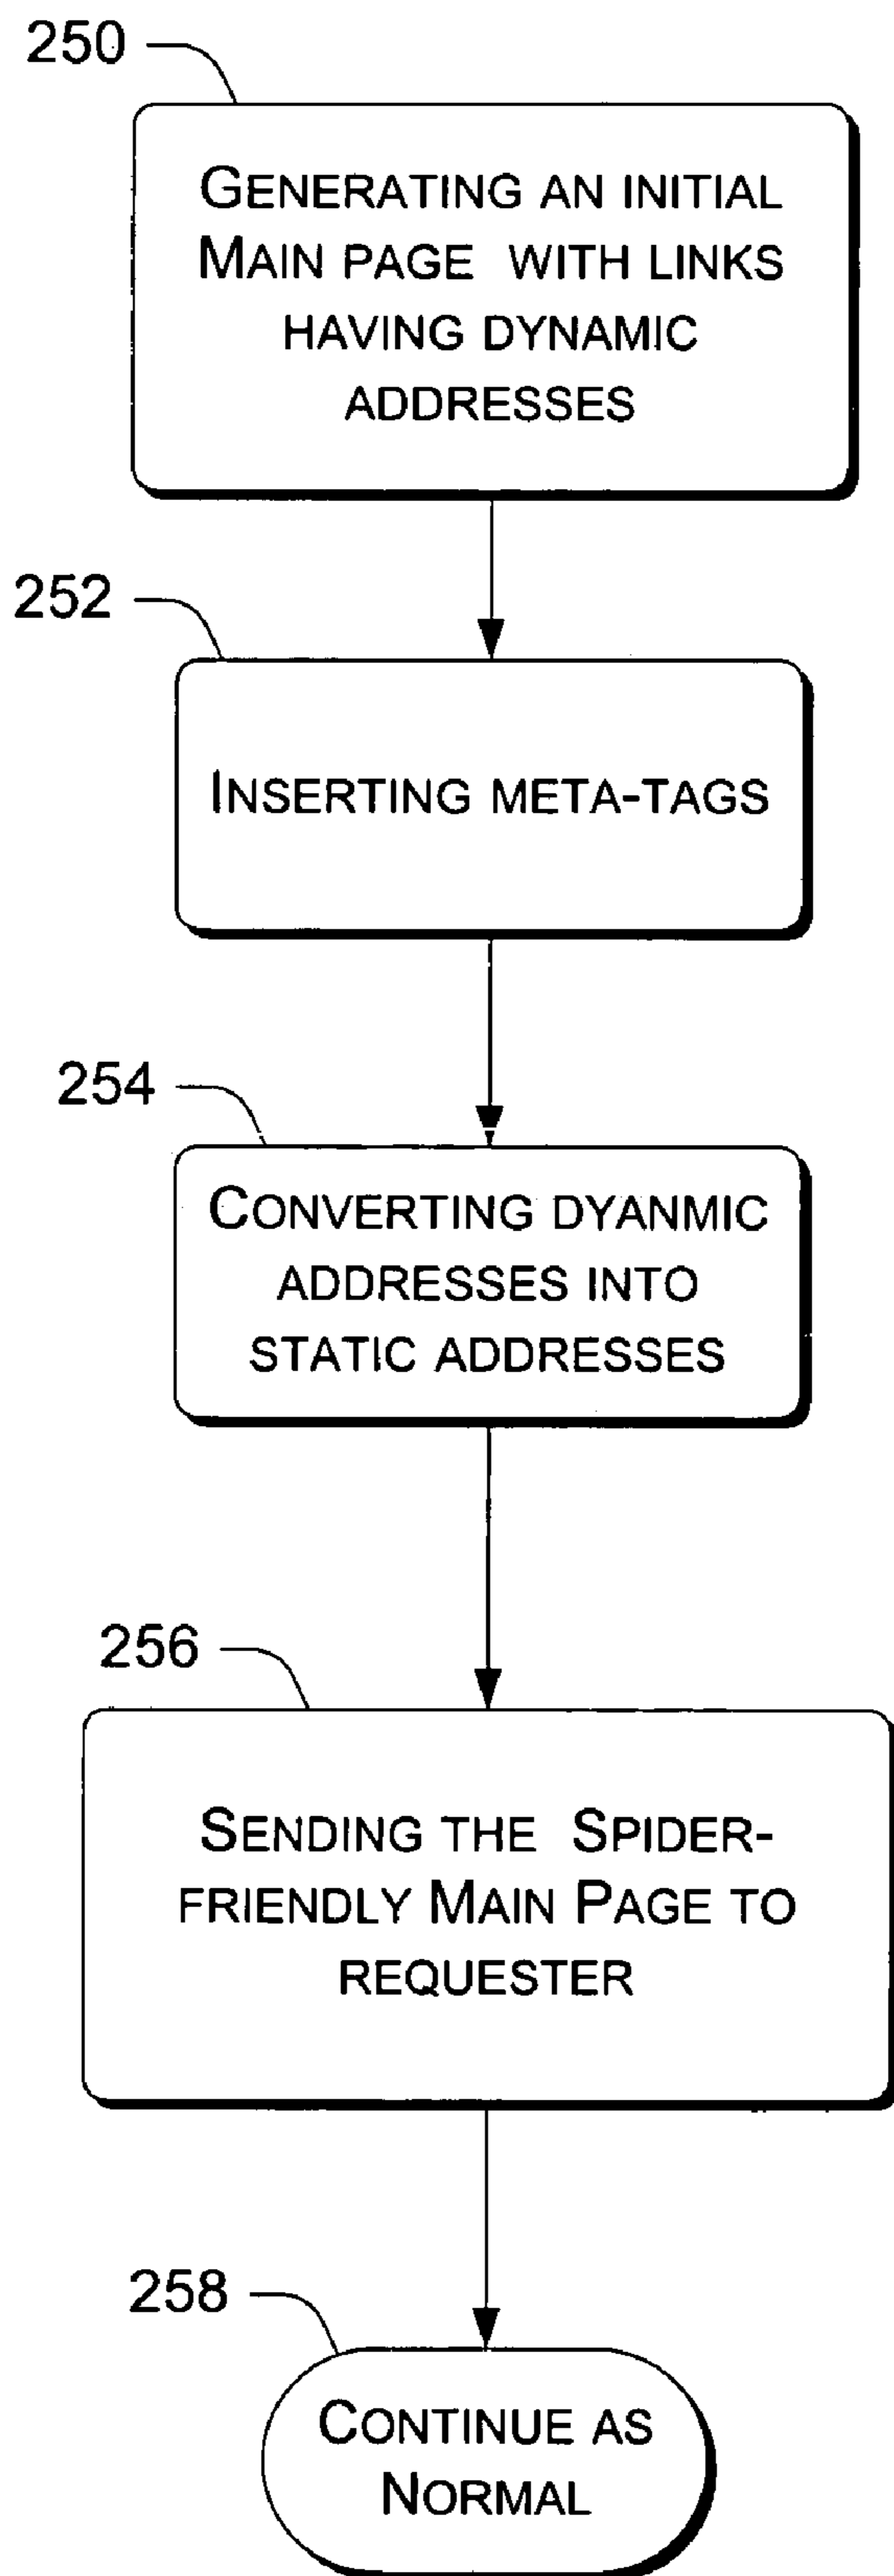 250
GENERATING AN INITIAL
MAIN PAGE WITH LINKS
HAVING DYNAMIC
ADDRESSES
252
INSERTING META-TAGS
254
CONVERTING DYANMIC
ADDRESSES INTO
STATIC ADDRESSES
256
SENDING THE SPIDER-
FRIENDLY MAIN PAGE TO
REQUESTER
258
CONTINUE AS
NORMAL